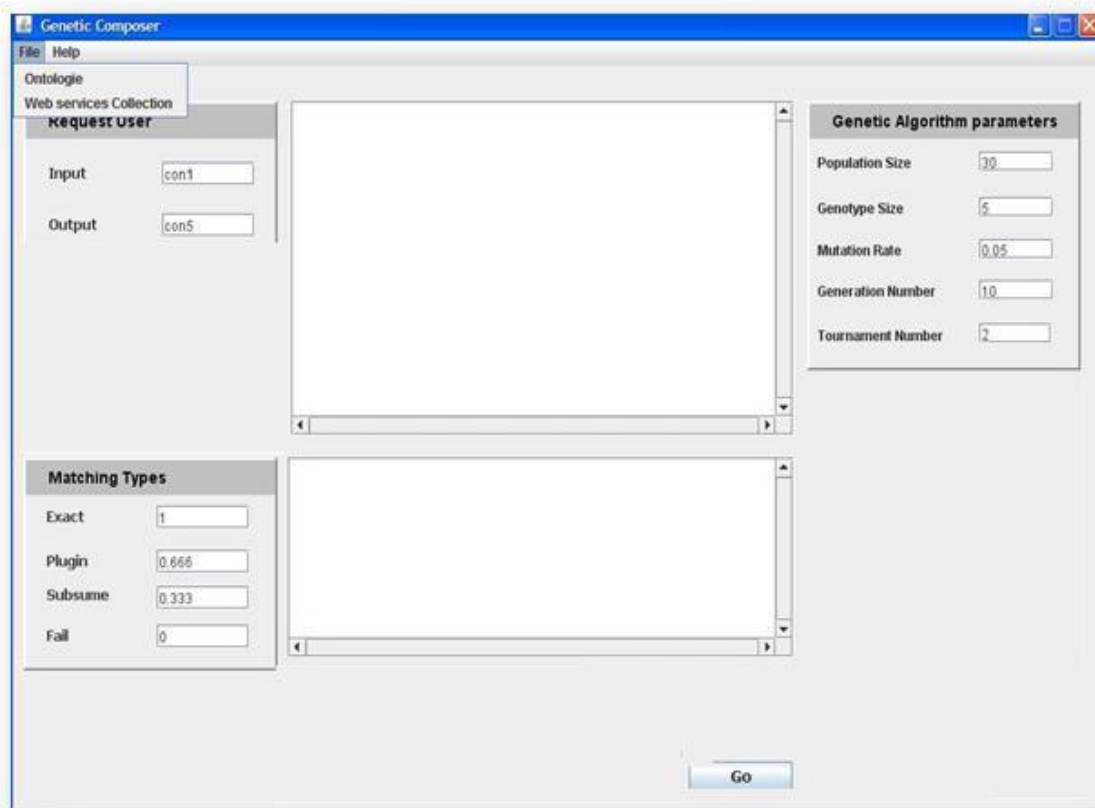 Genetic Composer
File Help
Ontologie
Web services Collection
Request User
Input con1
Output con5
Genetic Algorithm parameters
Population Size 30
Genotype Size 5
Mutation Rate 0.05
Generation Number 10
Tournament Number 2
Matching Types
Exact 1
Plugin 0.666
Subsume 0.333
Fail 0
Go